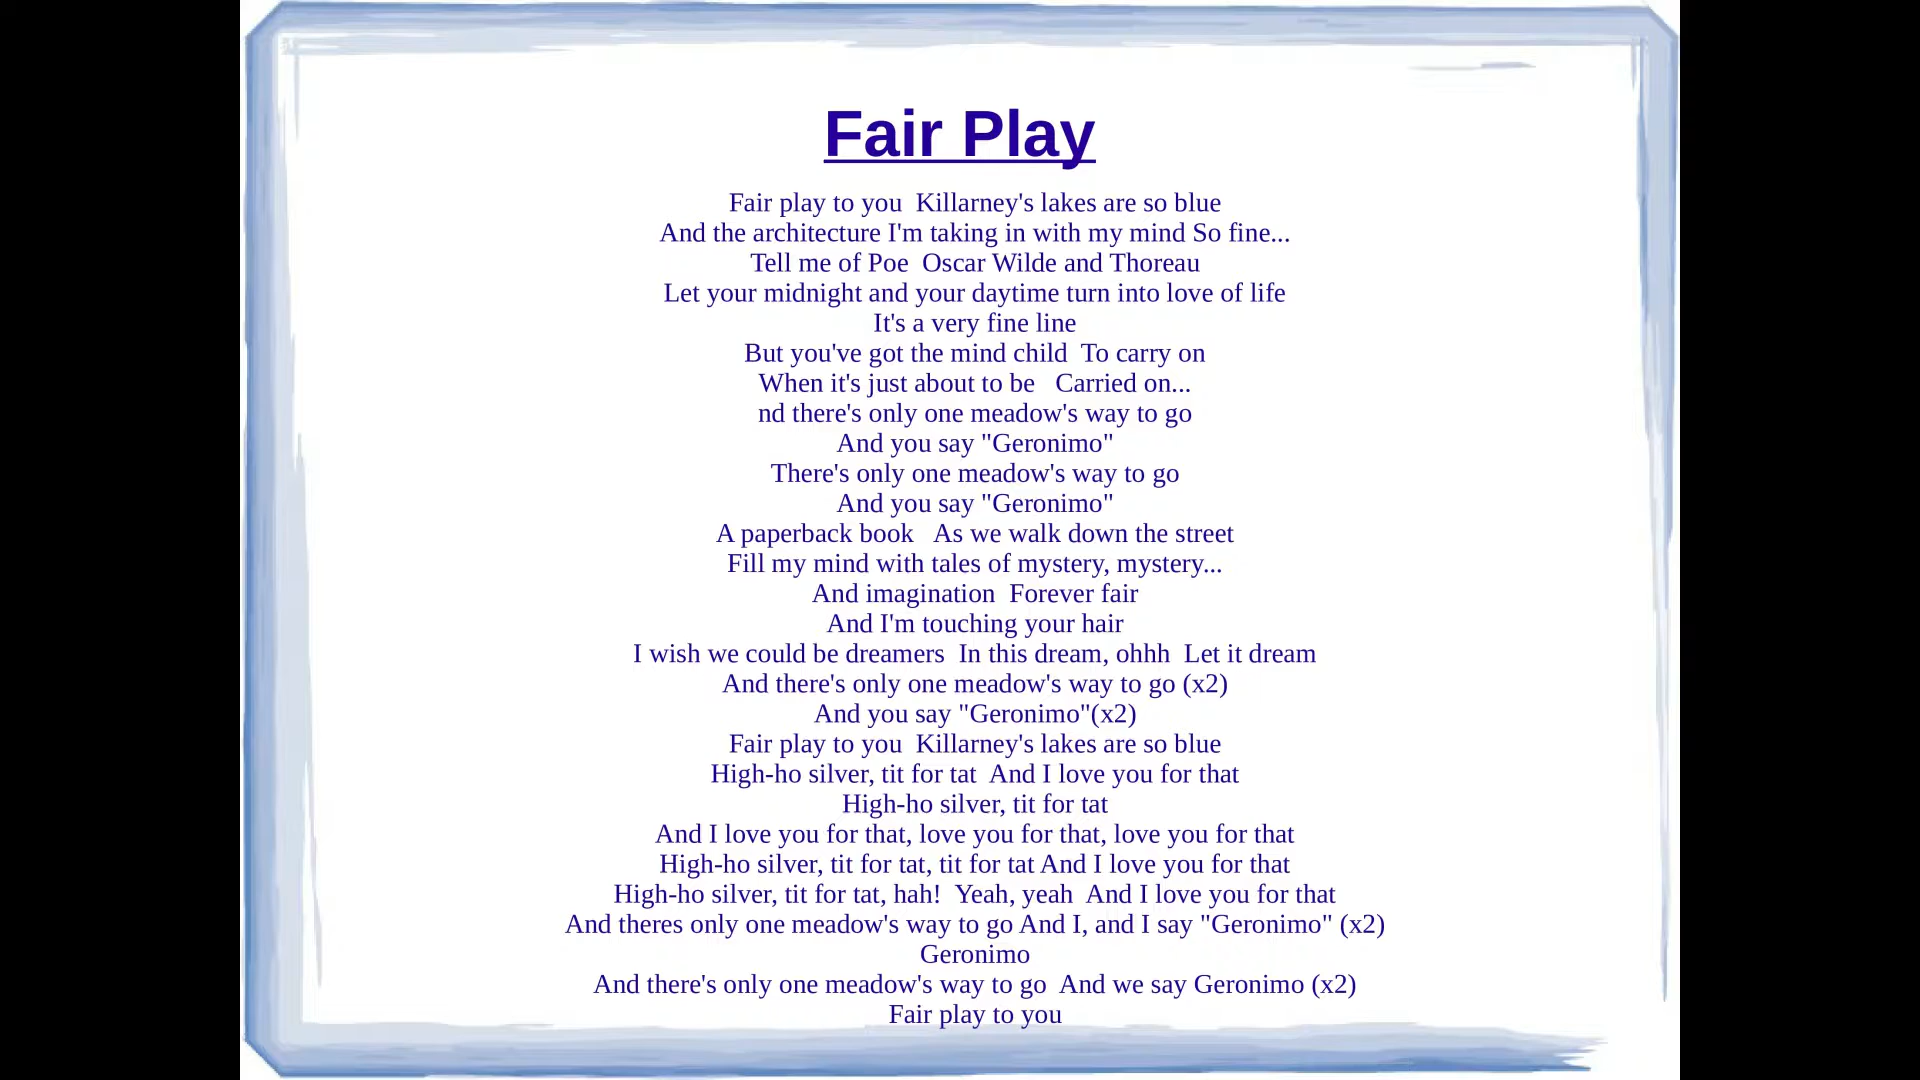 Fair Play
Fair play to you  Killarney's lakes are so blue
And the architecture I'm taking in with my mind So fine...
Tell me of Poe  Oscar Wilde and Thoreau
Let your midnight and your daytime turn into love of life
It's a very fine line
But you've got the mind child  To carry on
When it's just about to be   Carried on...
nd there's only one meadow's way to go
And you say "Geronimo"
There's only one meadow's way to go
And you say "Geronimo"
A paperback book   As we walk down the street
Fill my mind with tales of mystery, mystery...
And imagination  Forever fair
And I'm touching your hair
I wish we could be dreamers  In this dream, ohhh  Let it dream
And there's only one meadow's way to go (x2)
And you say "Geronimo"(x2)
Fair play to you  Killarney's lakes are so blue
High-ho silver, tit for tat  And I love you for that
High-ho silver, tit for tat
And I love you for that, love you for that, love you for that
High-ho silver, tit for tat, tit for tat And I love you for that
High-ho silver, tit for tat, hah!  Yeah, yeah  And I love you for that
And theres only one meadow's way to go And I, and I say "Geronimo" (x2)
Geronimo
And there's only one meadow's way to go  And we say Geronimo (x2)
Fair play to you